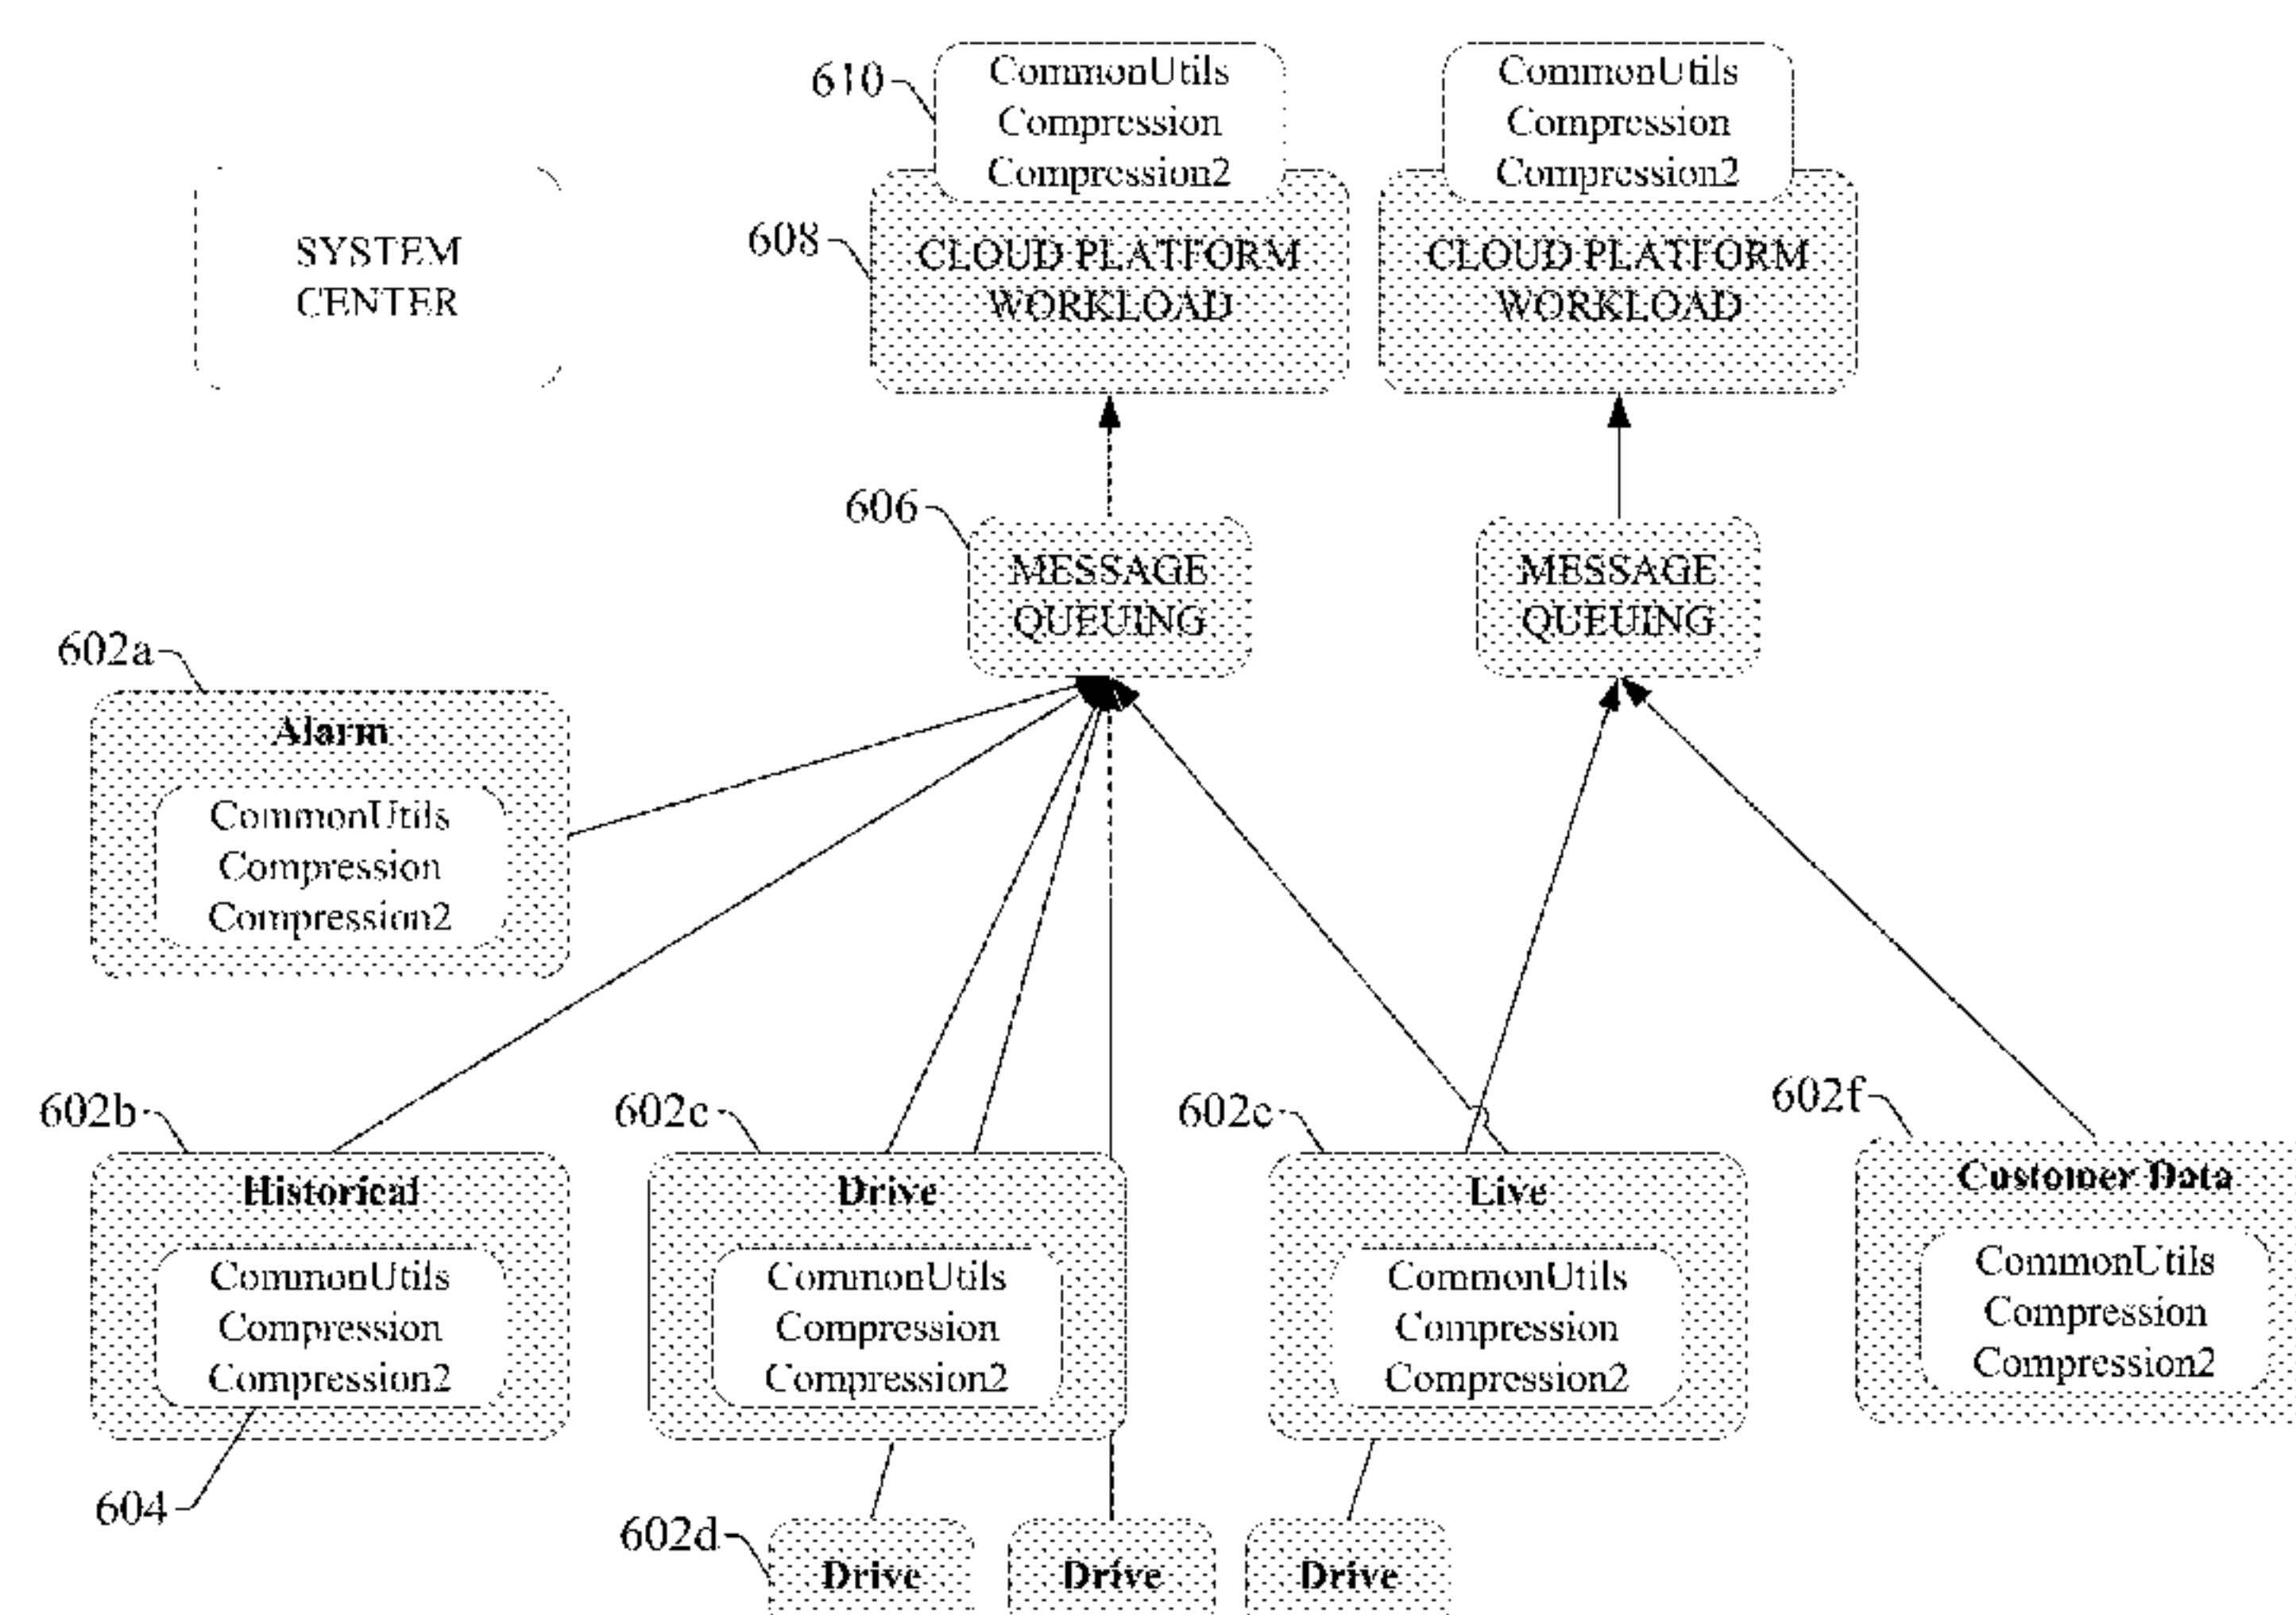 610
CommonUtils
Compression
Compression2
CommonUtils
Compression
Compression2
SYSTEM
CENTER
608
CLOUD PLATFORM
WORKLOAD
CLOUD PLATFORM
WORKLOAD
606
MESSAGE
QUEUING
MESSAGE
QUEUING
602a
Alarm
CommonUtils
Compression
Compression2
602b
Historical
CommonUtils
Compression
Compression2
604
602c
Drive
CommonUtils
Compression
Compression2
602e
Live
CommonUtils
Compression
Compression2
602f
Customer Data
CommonUtils
Compression
Compression2
602d
Drive
Drive
Drive